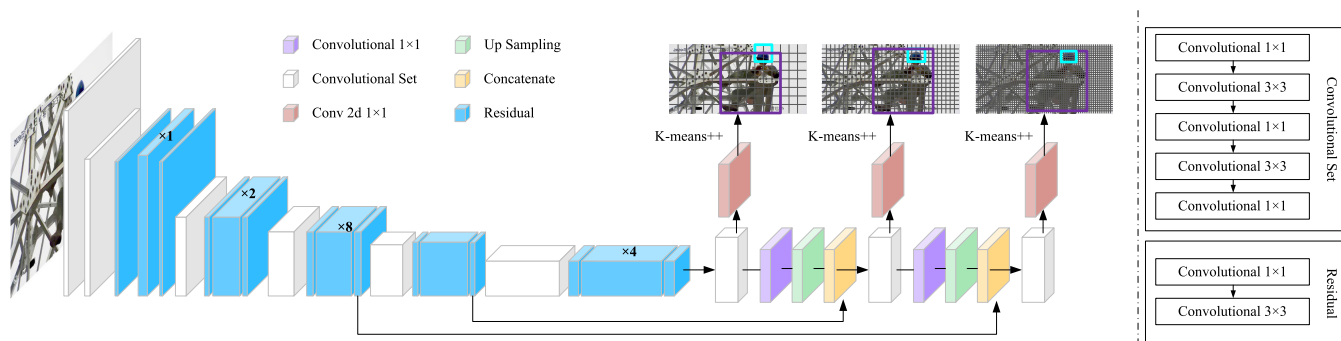 Convolutional 1×1
Up Sampling
Convolutional Set
Concatenate
Conv 2d 1×1
Residual
×1
×2
×8
×4
K-means++
K-means++
K-means++
Convolutional 1×1
Convolutional 3×3
Convolutional 1×1
Convolutional 3×3
Convolutional 1×1
Convolutional Set
Convolutional 1×1
Convolutional 3×3
Residual